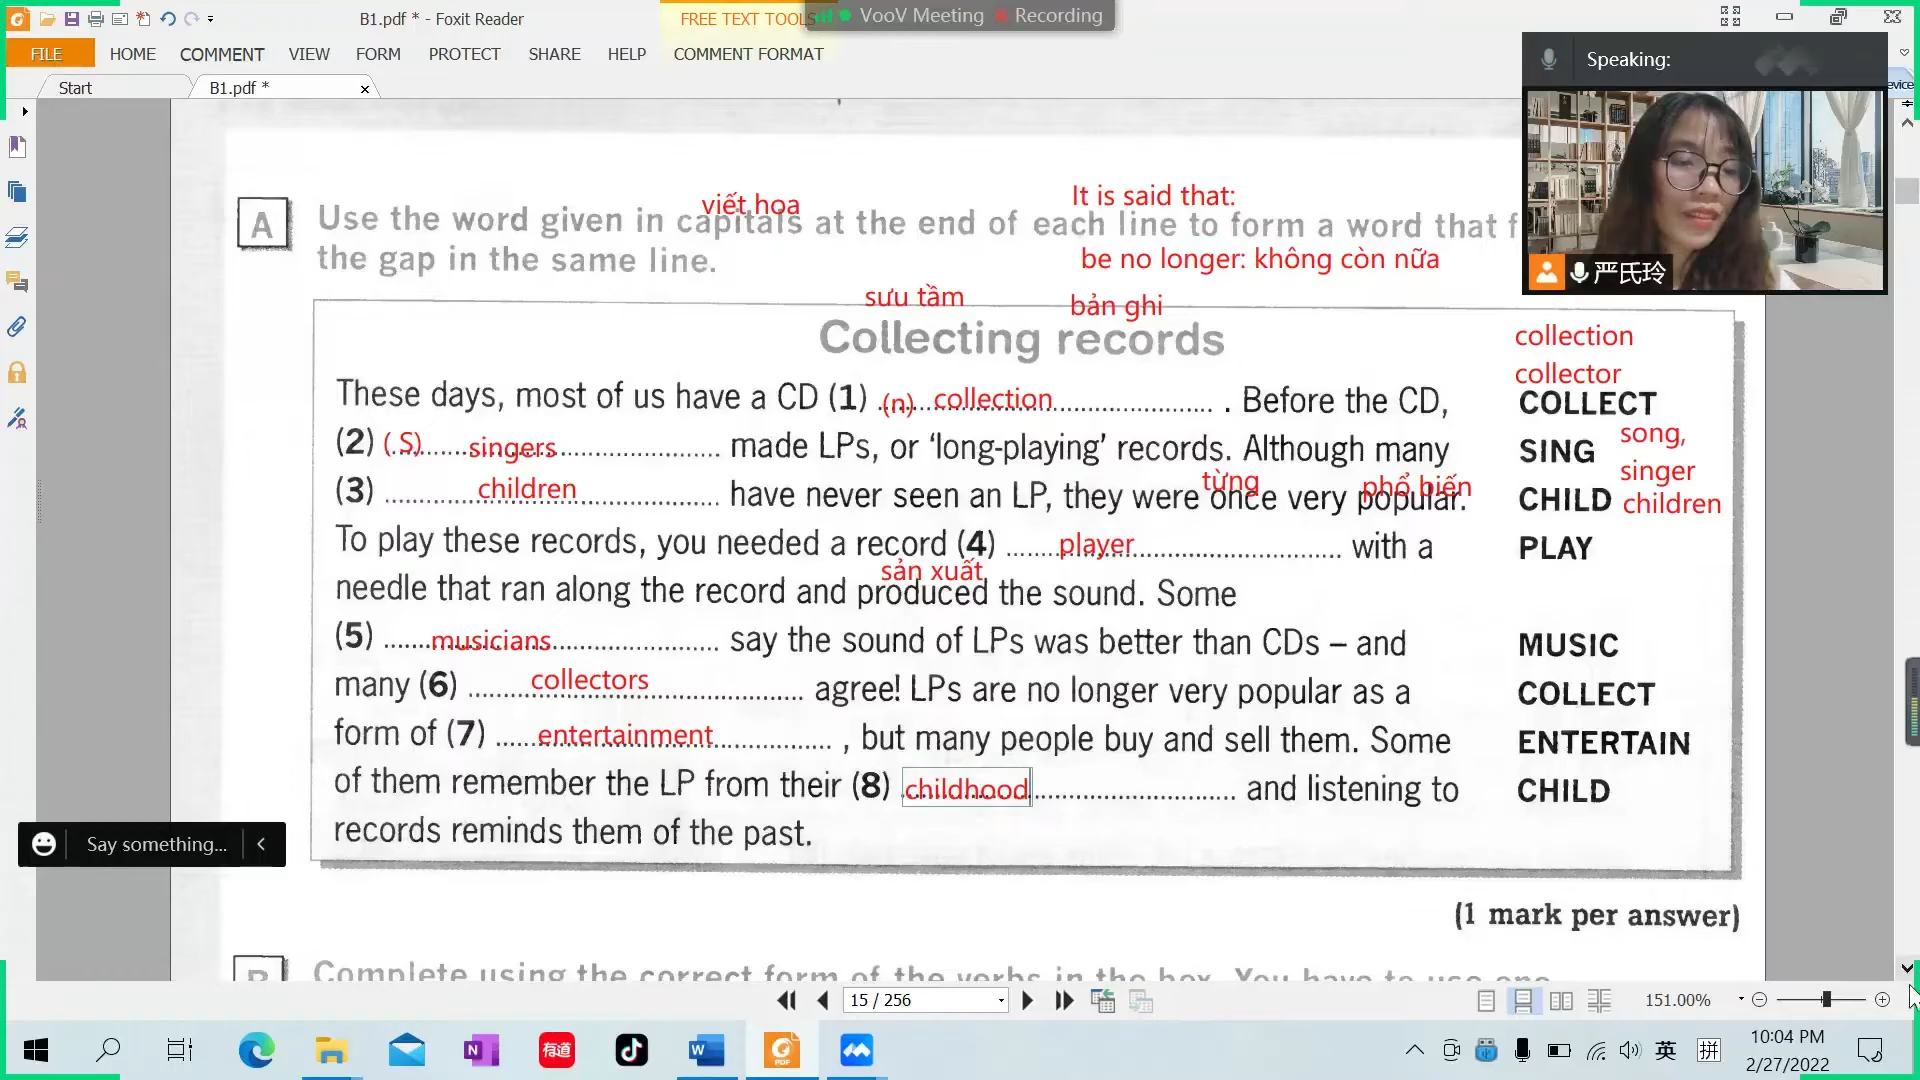 B1.pdf * - Foxit Reader
FREE TEXT TOOLS
VooV Meeting
Recording
FILE
HOME
COMMENT
VIEW
FORM
PROTECT
SHARE
HELP
COMMENT FORMAT
Speaking:
Start
B1.pdf *
viết hoa
It is said that:
A
Use the word given in capitals at the end of each line to form a word that f
the gap in the same line.
be no longer: không còn nữa
严氏玲
sưu tầm
bản ghi
Collecting records
collection
collector
These days, most of us have a CD (1) (n) collection . Before the CD,
COLLECT
(2) ( S) singers made LPs, or ‘long-playing’ records. Although many
SING
song,
singer
từng
phổ biến
(3) children have never seen an LP, they were once very popular.
CHILD
children
To play these records, you needed a record (4) player with a
PLAY
sản xuất
needle that ran along the record and produced the sound. Some
(5) musicians say the sound of LPs was better than CDs – and
MUSIC
many (6) collectors agree! LPs are no longer very popular as a
COLLECT
form of (7) entertainment , but many people buy and sell them. Some
ENTERTAIN
of them remember the LP from their (8) childhood and listening to
CHILD
records reminds them of the past.
Say something...
(1 mark per answer)
B
Complete using the correct form of the verbs in the box. You have to use one
15 / 256
151.00%
有道
英
拼
10:04 PM
2/27/2022